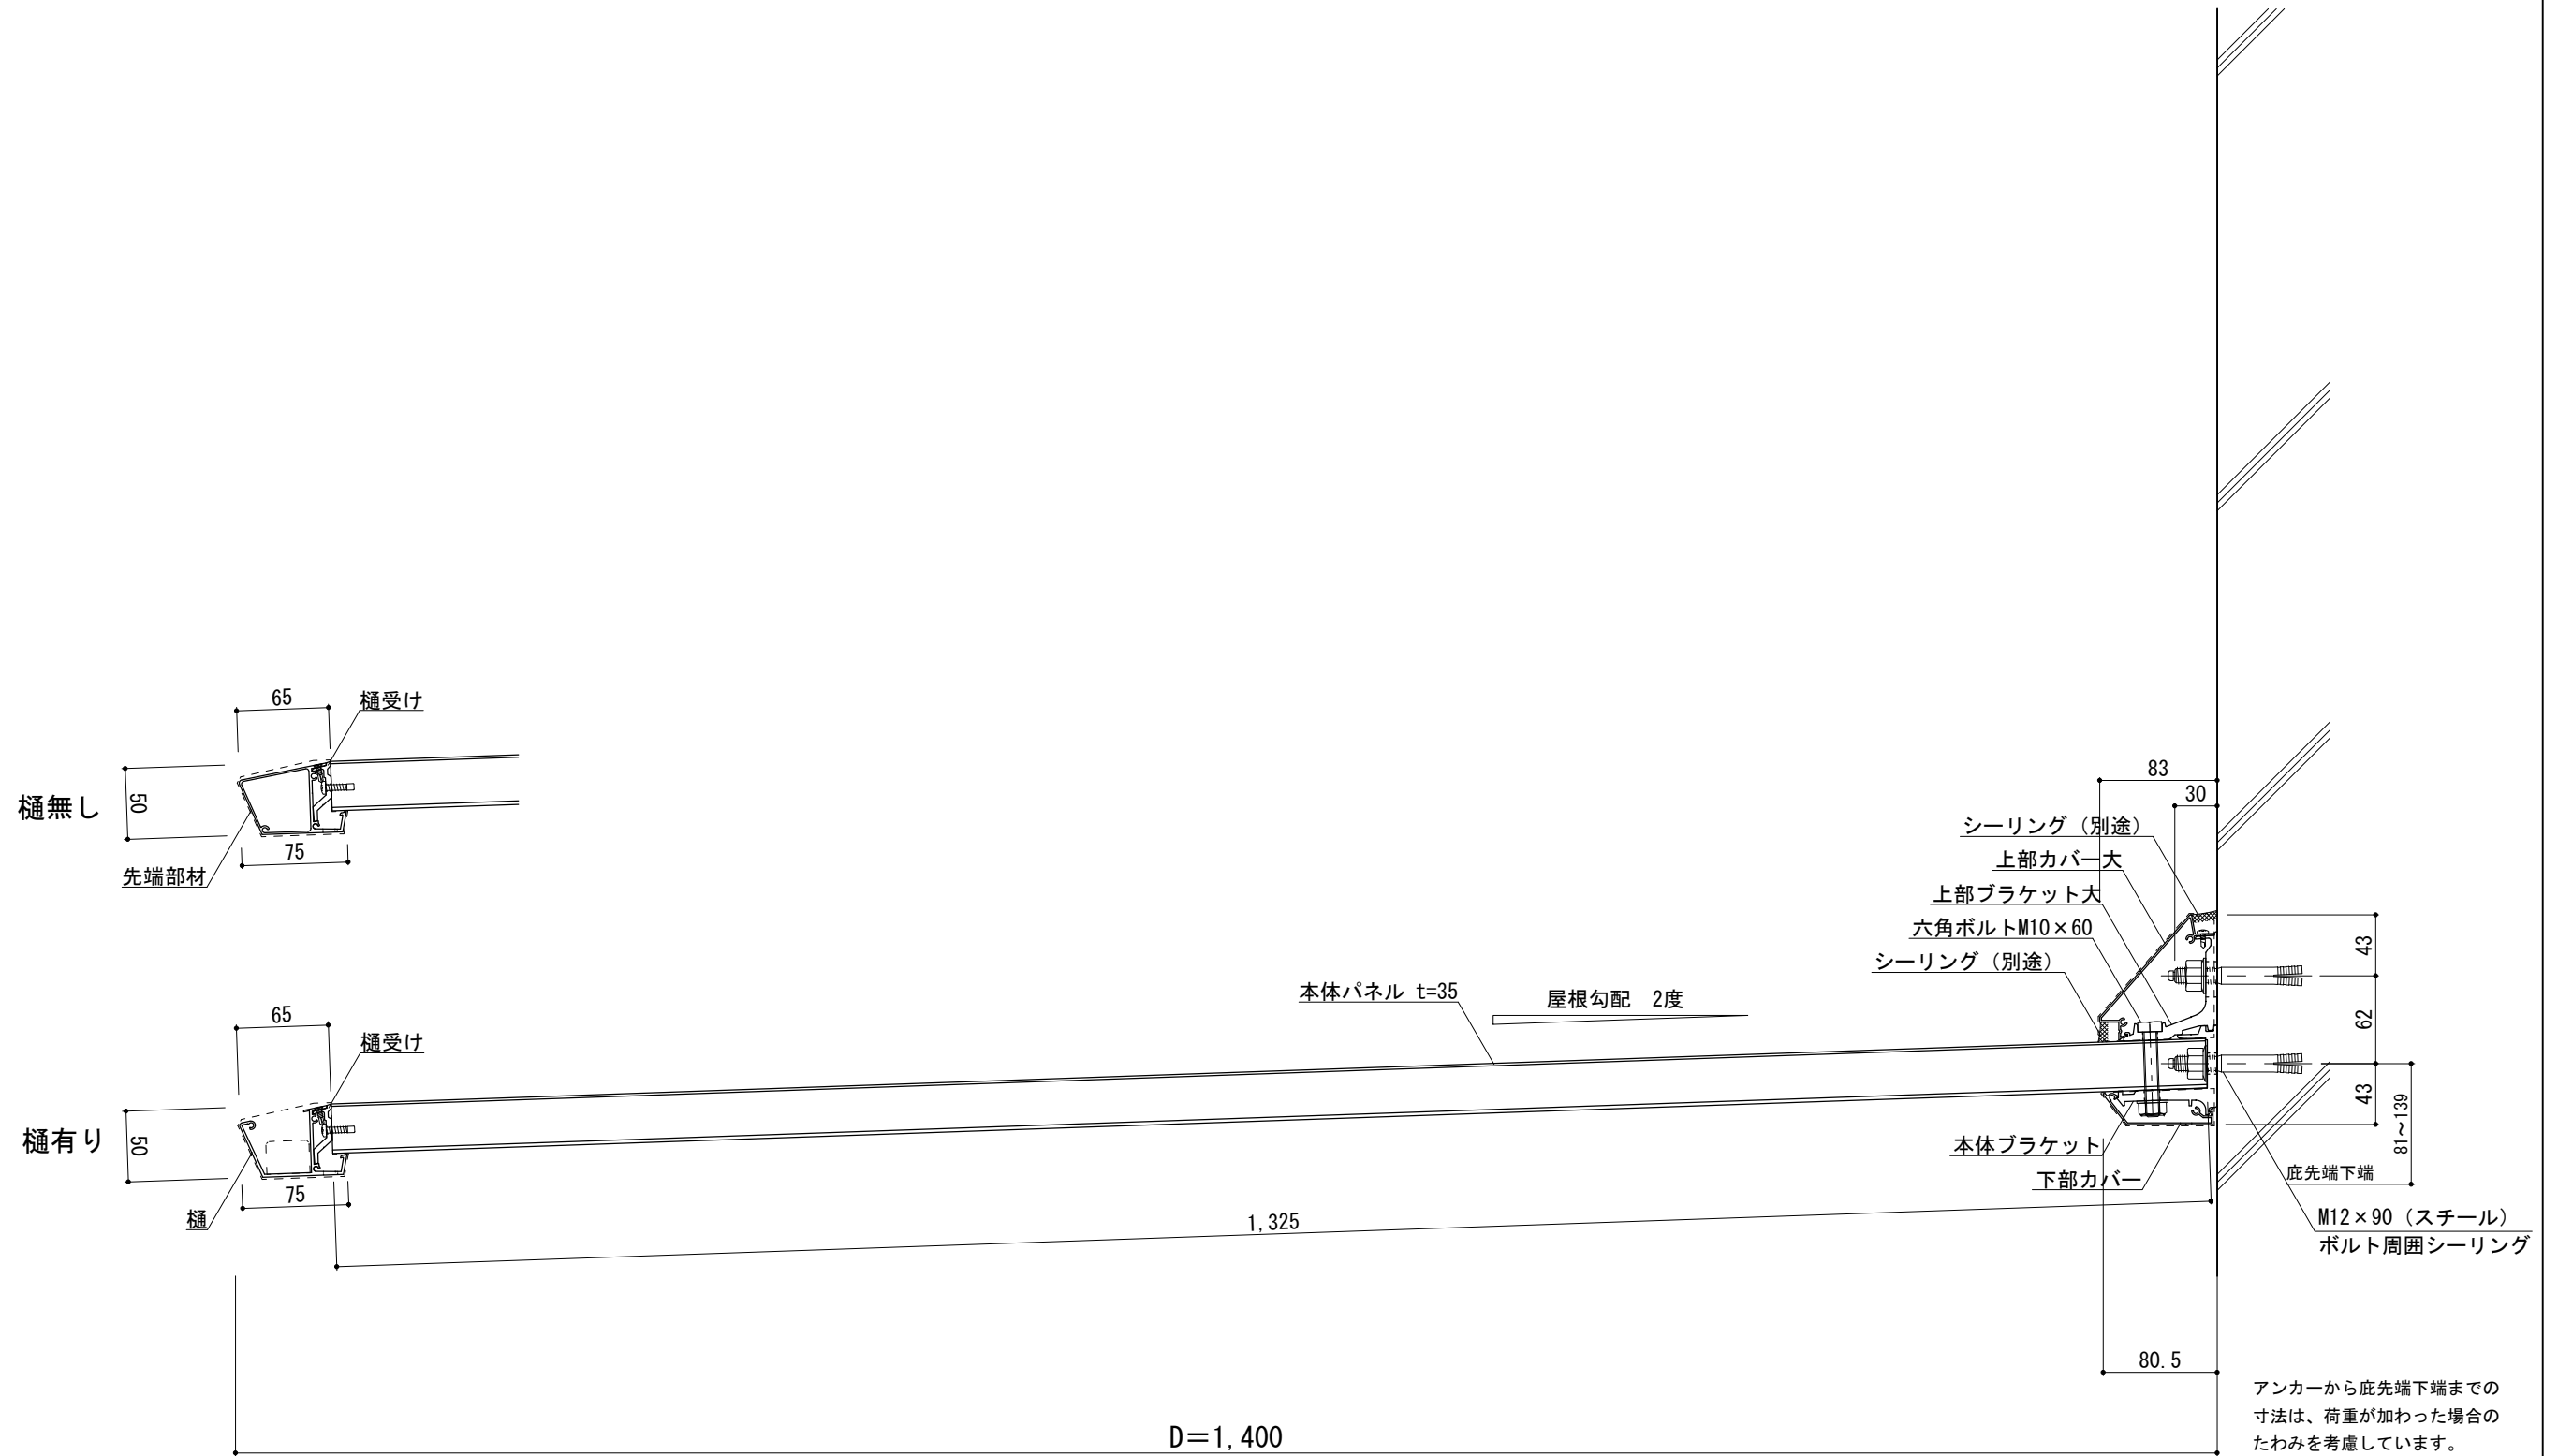 65
樋受け
樋無し
50
75
先端部材
83
30
シーリング（別途）
上部カバー大
上部ブラケット大
六角ボルトM10×60
シーリング（別途）
本体パネル t=35
屋根勾配　2度
43
62
43
81～139
65
樋受け
樋有り
50
75
樋
本体ブラケット
下部カバー
庇先端下端
1,325
M12×90（スチール）
ボルト周囲シーリング
80.5
D＝1,400
アンカーから庇先端下端までの
寸法は、荷重が加わった場合の
たわみを考慮しています。